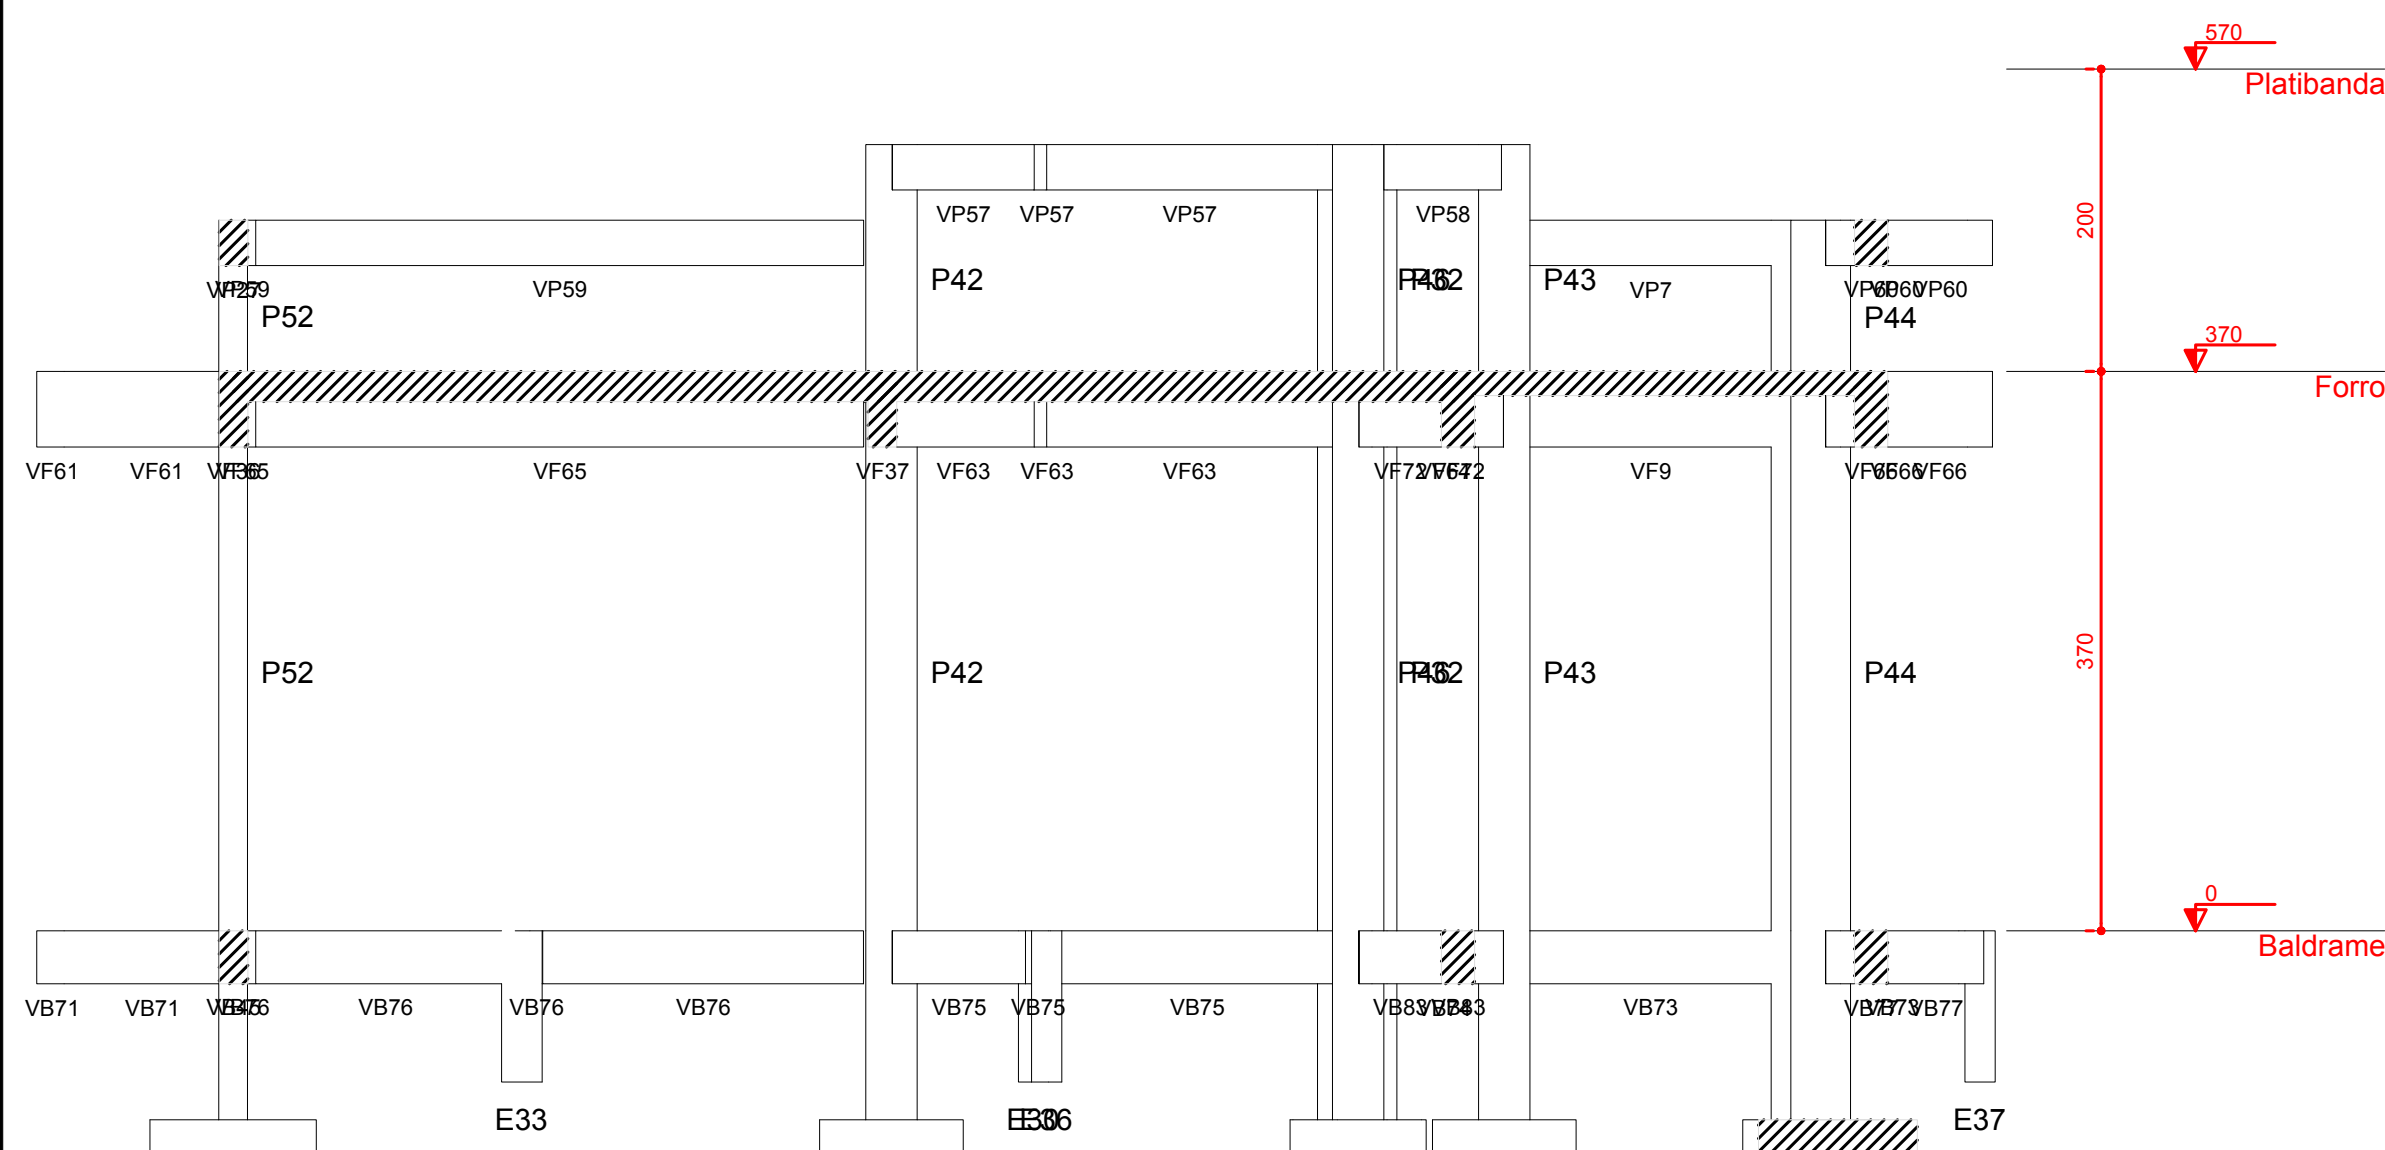 570
Platibanda
200
VP57 VP57 VP57 VP58
P42 P43
VP59 VP7 VP60
P52 P44
370
Forro
VF61 VF61 VF65 VF37 VF63 VF63 VF63 VF9 VF66
370
P52 P42 P43 P44
0
Baldrame
VB71 VB71 VB76 VB76 VB76 VB75 VB75 VB75 VB73 VB77
E33 E37